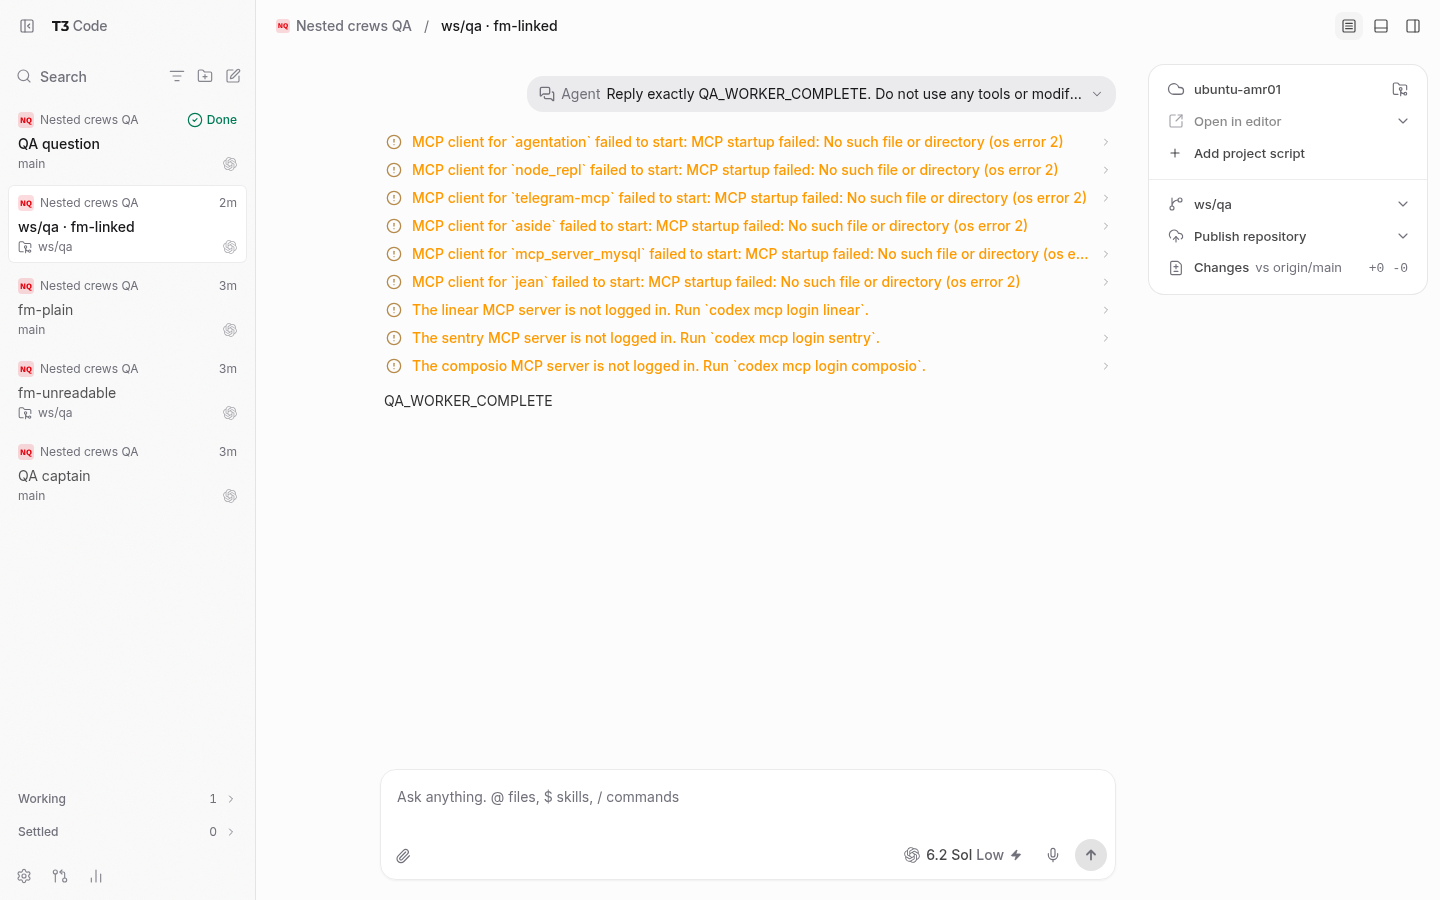 T3 Code
Search
NQ Nested crews QA Done
QA question
main
NQ Nested crews QA 2m
ws/qa · fm-linked
ws/qa
NQ Nested crews QA 3m
fm-plain
main
NQ Nested crews QA 3m
fm-unreadable
ws/qa
NQ Nested crews QA 3m
QA captain
main
Working 1
Settled 0
NQ Nested crews QA / ws/qa · fm-linked
Agent Reply exactly QA_WORKER_COMPLETE. Do not use any tools or modif...
MCP client for `agentation` failed to start: MCP startup failed: No such file or directory (os error 2)
MCP client for `node_repl` failed to start: MCP startup failed: No such file or directory (os error 2)
MCP client for `telegram-mcp` failed to start: MCP startup failed: No such file or directory (os error 2)
MCP client for `aside` failed to start: MCP startup failed: No such file or directory (os error 2)
MCP client for `mcp_server_mysql` failed to start: MCP startup failed: No such file or directory (os e...
MCP client for `jean` failed to start: MCP startup failed: No such file or directory (os error 2)
The linear MCP server is not logged in. Run `codex mcp login linear`.
The sentry MCP server is not logged in. Run `codex mcp login sentry`.
The composio MCP server is not logged in. Run `codex mcp login composio`.
QA_WORKER_COMPLETE
Ask anything. @ files, $ skills, / commands
6.2 Sol Low
ubuntu-amr01
Open in editor
Add project script
ws/qa
Publish repository
Changes vs origin/main +0 -0